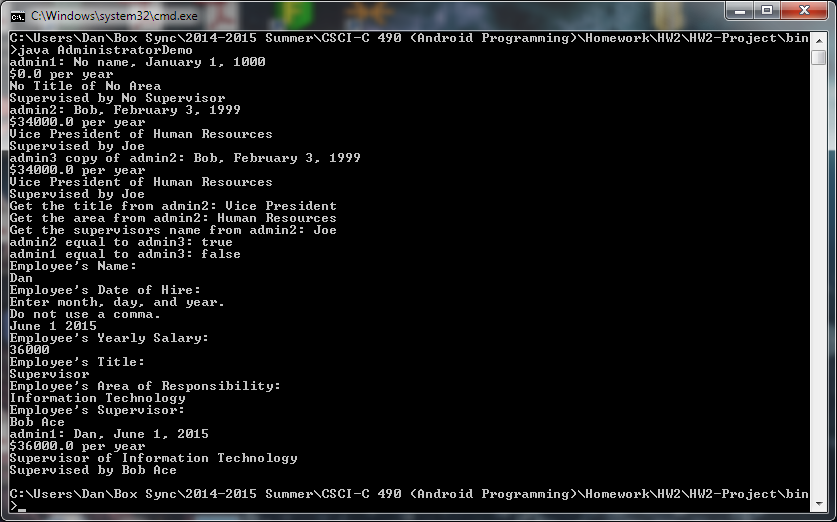 C:\Windows\system32\cmd.exe
C:\Users\Dan\Box Sync\2014-2015 Summer\CSCI-C 490 (Android Programming)\Homework\HW2\HW2-Project\bin
>java AdministratorDemo
admin1: No name, January 1, 1000
$0.0 per year
No Title of No Area
Supervised by No Supervisor
admin2: Bob, February 3, 1999
$34000.0 per year
Vice President of Human Resources
Supervised by Joe
admin3 copy of admin2: Bob, February 3, 1999
$34000.0 per year
Vice President of Human Resources
Supervised by Joe
Get the title from admin2: Vice President
Get the area from admin2: Human Resources
Get the supervisors name from admin2: Joe
admin2 equal to admin3: true
admin1 equal to admin3: false
Employee's Name:
Dan
Employee's Date of Hire:
Enter month, day, and year.
Do not use a comma.
June 1 2015
Employee's Yearly Salary:
36000
Employee's Title:
Supervisor
Employee's Area of Responsibility:
Information Technology
Employee's Supervisor:
Bob Ace
admin1: Dan, June 1, 2015
$36000.0 per year
Supervisor of Information Technology
Supervised by Bob Ace
C:\Users\Dan\Box Sync\2014-2015 Summer\CSCI-C 490 (Android Programming)\Homework\HW2\HW2-Project\bin
>_